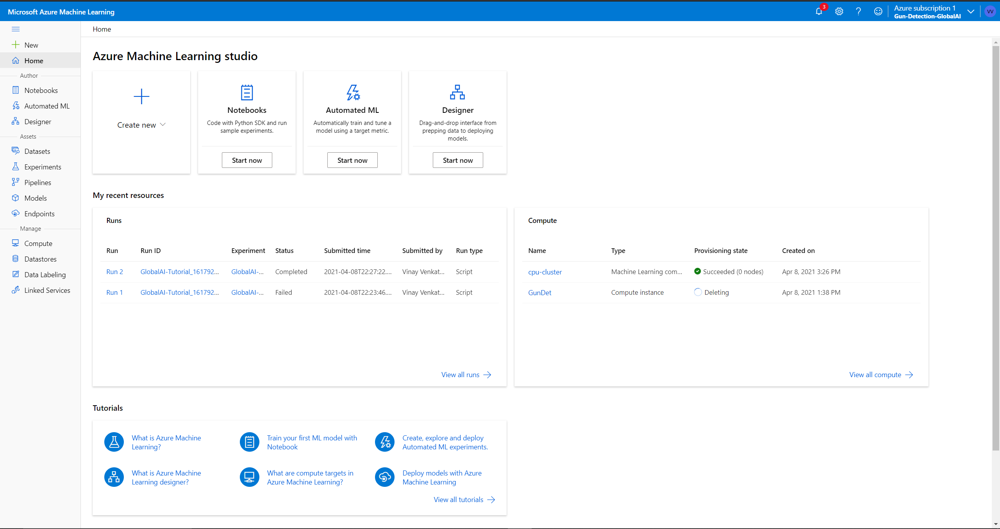 Microsoft Azure Machine Learning
3
Azure subscription 1
Gun-Detection-GlobalAI
VV
New
Home
Author
Notebooks
Automated ML
Designer
Assets
Datasets
Experiments
Pipelines
Models
Endpoints
Manage
Compute
Datastores
Data Labeling
Linked Services
Home
Azure Machine Learning studio
Create new
Notebooks
Code with Python SDK and run
sample experiments.
Start now
Automated ML
Automatically train and tune a
model using a target metric.
Start now
Designer
Drag-and-drop interface from
prepping data to deploying
models.
Start now
My recent resources
Runs
Run Run ID Experiment Status Submitted time Submitted by Run type
Run 2 GlobalAI-Tutorial_161792... GlobalAI-... Completed 2021-04-08T22:27:22.... Vinay Venkat... Script
Run 1 GlobalAI-Tutorial_161792... GlobalAI-... Failed 2021-04-08T22:23:46.... Vinay Venkat... Script
View all runs
Compute
Name Type Provisioning state Created on
cpu-cluster Machine Learning com... Succeeded (0 nodes) Apr 8, 2021 3:26 PM
GunDet Compute instance Deleting Apr 8, 2021 1:38 PM
View all compute
Tutorials
What is Azure Machine
Learning?
Train your first ML model with
Notebook
Create, explore and deploy
Automated ML experiments.
What is Azure Machine
Learning designer?
What are compute targets in
Azure Machine Learning?
Deploy models with Azure
Machine Learning
View all tutorials